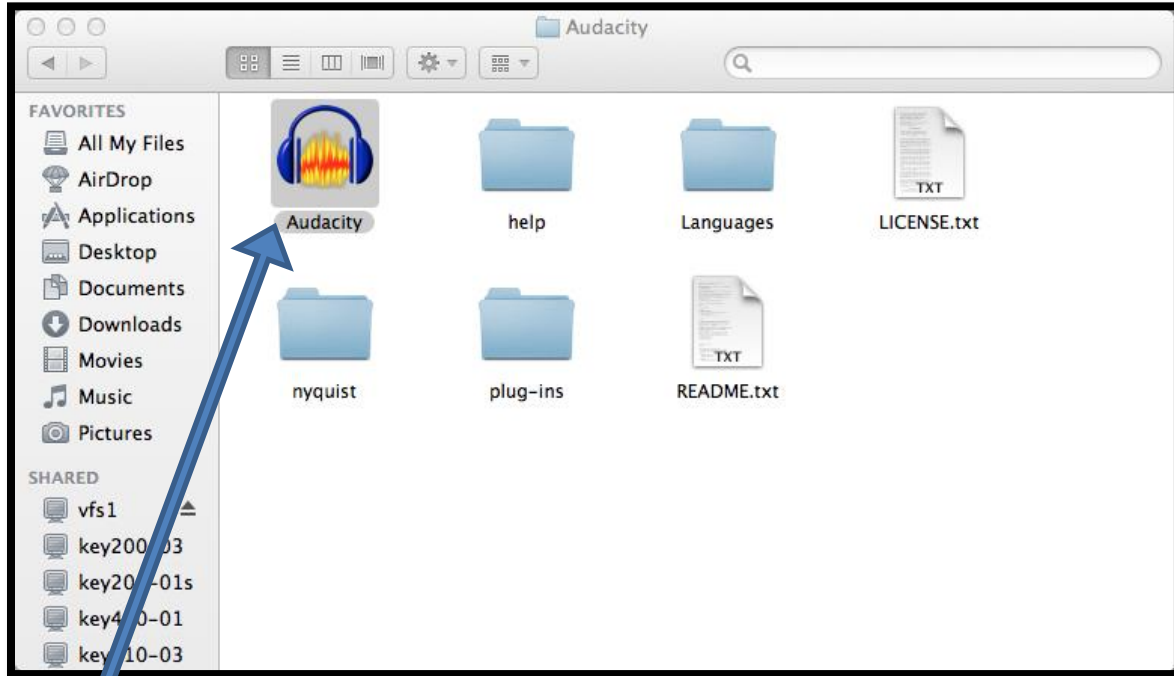 Audacity
FAVORITES
All My Files
AirDrop
Applications
Desktop
Documents
Downloads
Movies
Music
Pictures
SHARED
vfs1
Audacity
help
Languages
TXT
LICENSE.txt
nyquist
plug-ins
TXT
README.txt